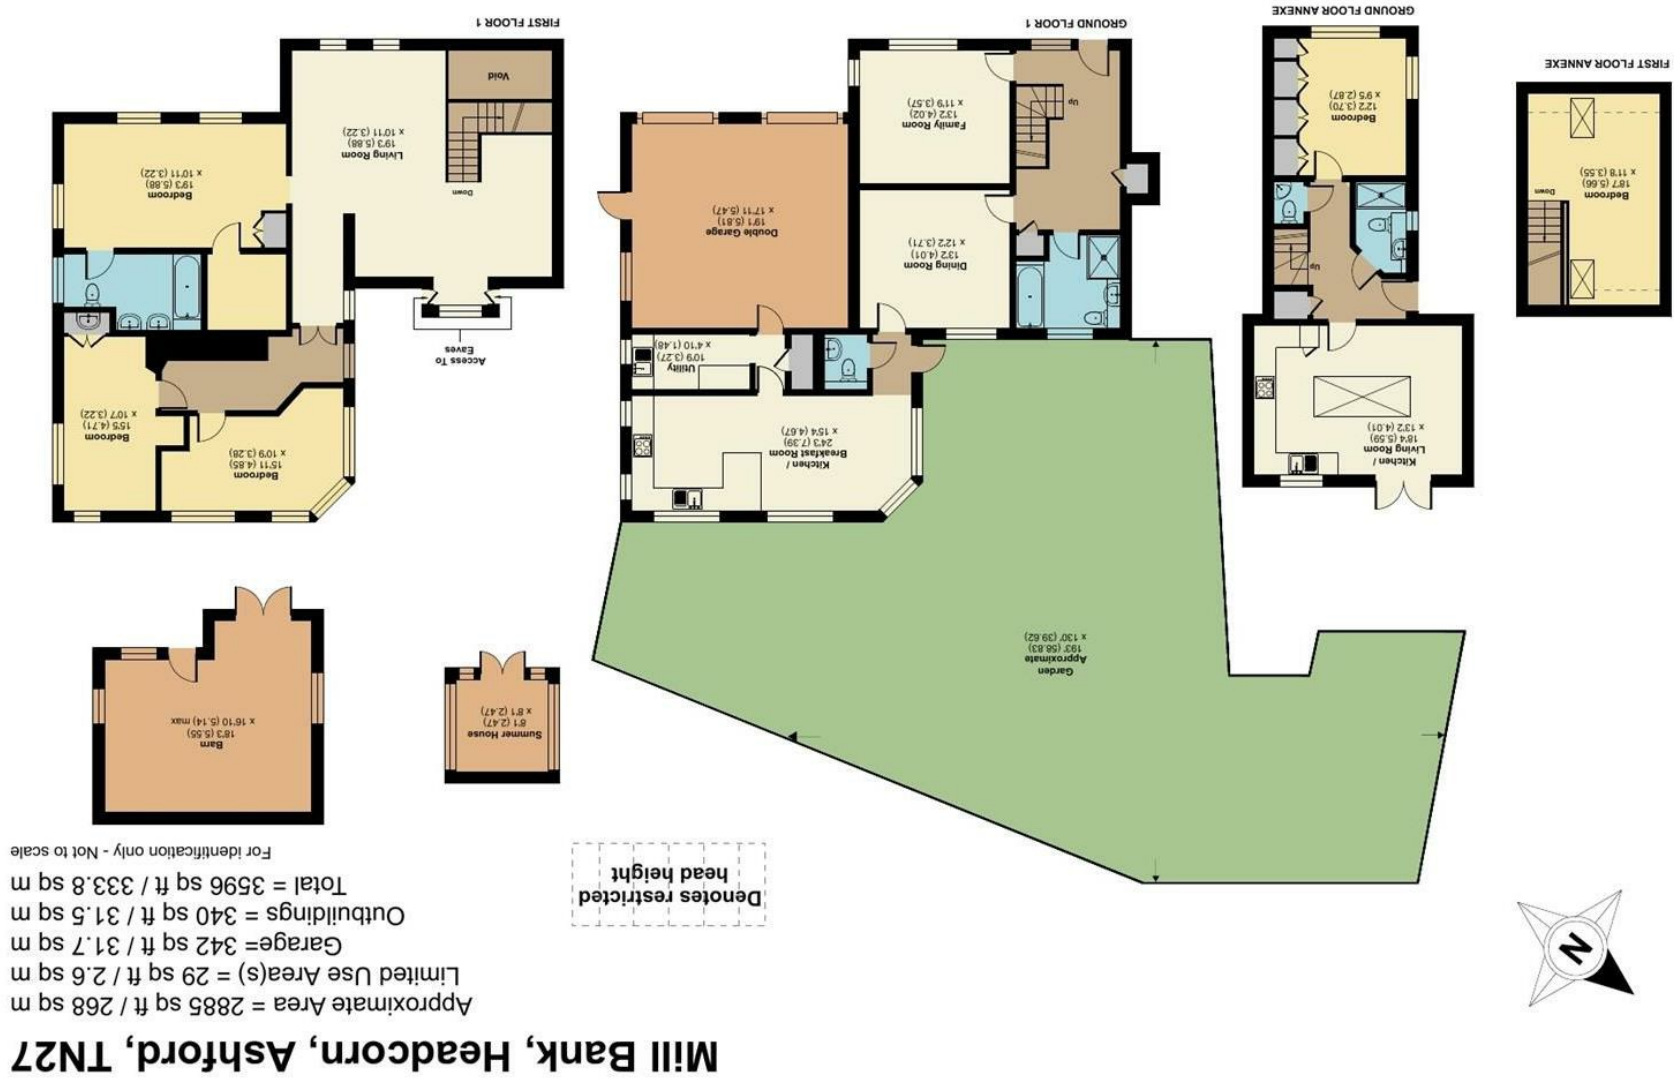 Mill Bank, Headcorn, Ashford, TN27
Approximate Area = 2885 sq ft / 268 sq m
Limited Use Area(s) = 29 sq ft / 2.6 sq m
Garage= 342 sq ft / 31.7 sq m
Outbuildings = 340 sq ft / 31.5 sq m
Total = 3596 sq ft / 333.8 sq m
For identification only - Not to scale
N
Denotes restricted
head height
Summer House
8'1 (2.47)
x 8'1 (2.47)
Barn
18'3 (5.55)
x 16'10 (5.14) max
Garden
Approximate
193' (58.83)
x 130' (39.62)
Kitchen /
Living Room
18'4 (5.59)
x 13'2 (4.01)
Up
Bedroom
12'2 (3.70)
x 9'5 (2.87)
GROUND FLOOR ANNEXE
Bedroom
18'7 (5.66)
x 11'8 (3.55)
Down
FIRST FLOOR ANNEXE
Kitchen /
Breakfast Room
24'3 (7.39)
x 15'4 (4.67)
Utility
10'9 (3.27)
x 4'10 (1.48)
Dining Room
13'2 (4.01)
x 12'2 (3.71)
Double Garage
19'1 (5.81)
x 17'11 (5.47)
Family Room
13'2 (4.02)
x 11'9 (3.57)
Up
GROUND FLOOR 1
Bedroom
15'11 (4.85)
x 10'9 (3.28)
Bedroom
15'5 (4.71)
x 10'7 (3.22)
Access To
Eaves
Bedroom
19'3 (5.88)
x 10'11 (3.22)
Down
Living Room
19'3 (5.88)
x 10'11 (3.22)
Void
FIRST FLOOR 1